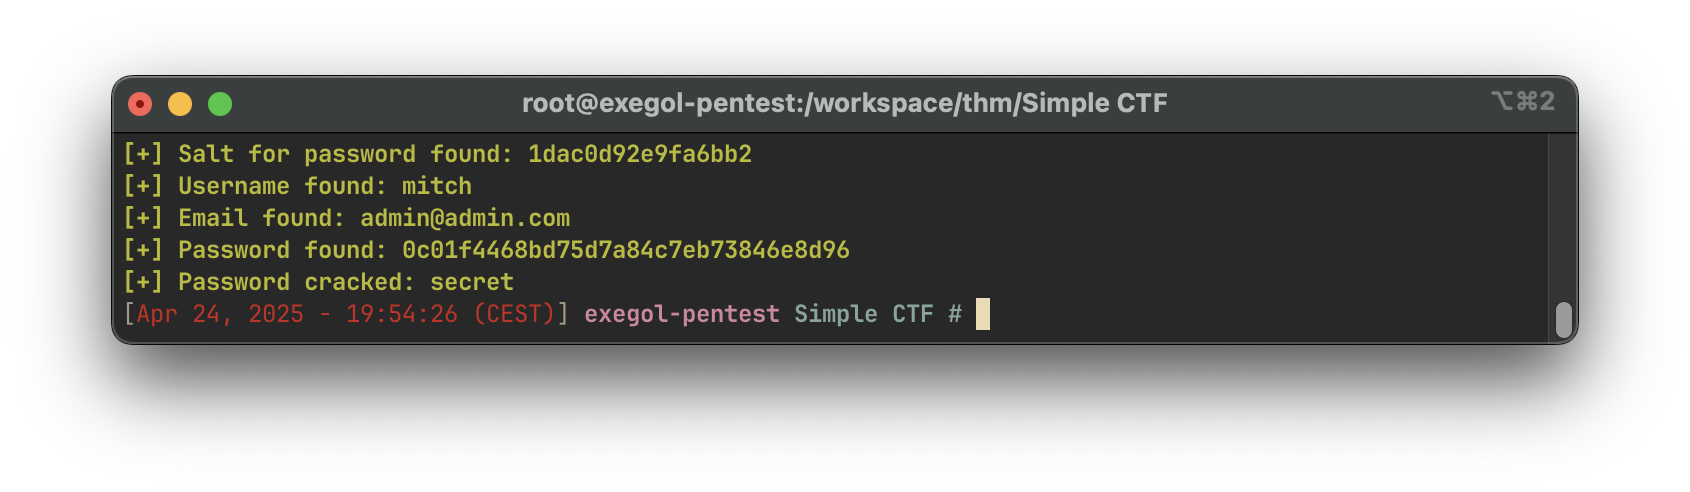 root@exegol-pentest:/workspace/thm/Simple CTF ⌥⌘2
[+] Salt for password found: 1dac0d92e9fa6bb2
[+] Username found: mitch
[+] Email found: admin@admin.com
[+] Password found: 0c01f4468bd75d7a84c7eb73846e8d96
[+] Password cracked: secret
[Apr 24, 2025 - 19:54:26 (CEST)] exegol-pentest Simple CTF #